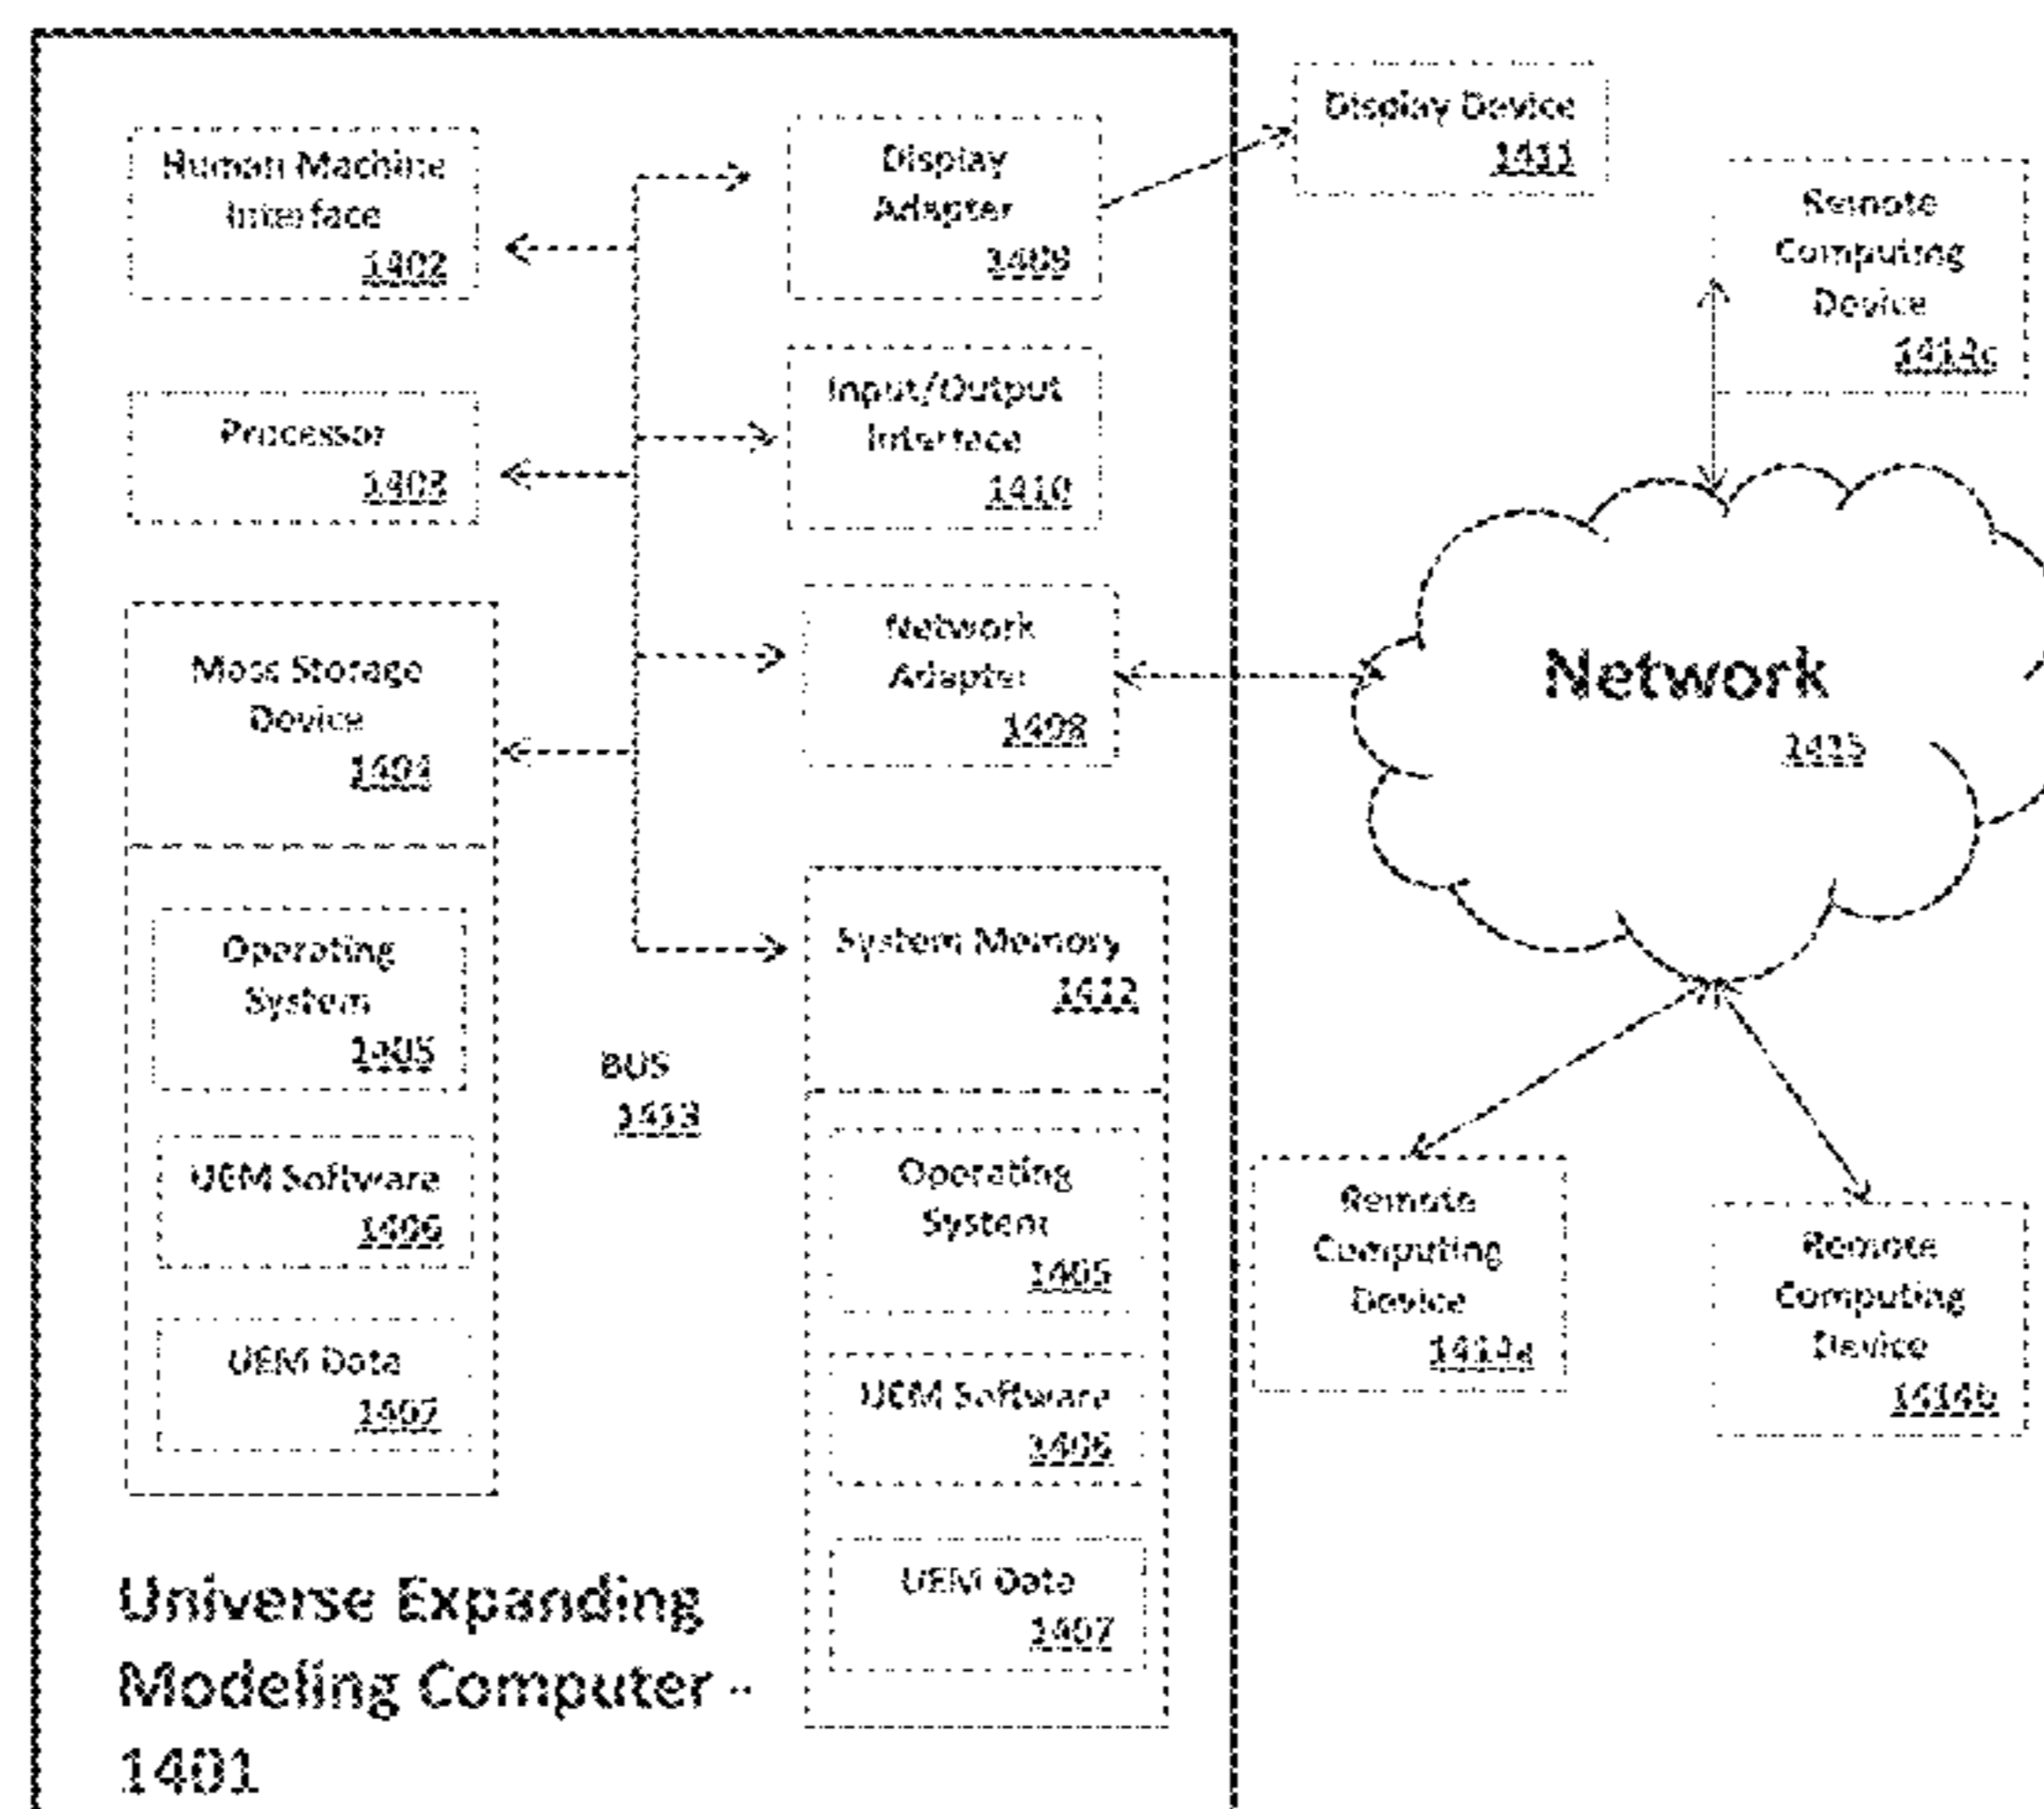 Human Machine
Interface
1402
Processor
1403
Mass Storage
Device
1404
Operating
System
1405
UEM Software
1406
UEM Data
1407
BUS
1413
Display
Adapter
1409
Input/Output
Interface
1410
Network
Adapter
1408
System Memory
1412
Operating
System
1405
UEM Software
1406
UEM Data
1407
Universe Expanding
Modeling Computer -
1401
Display Device
1411
Remote
Computing
Device
1414c
Network
1415
Remote
Computing
Device
1414a
Remote
Computing
Device
1414b